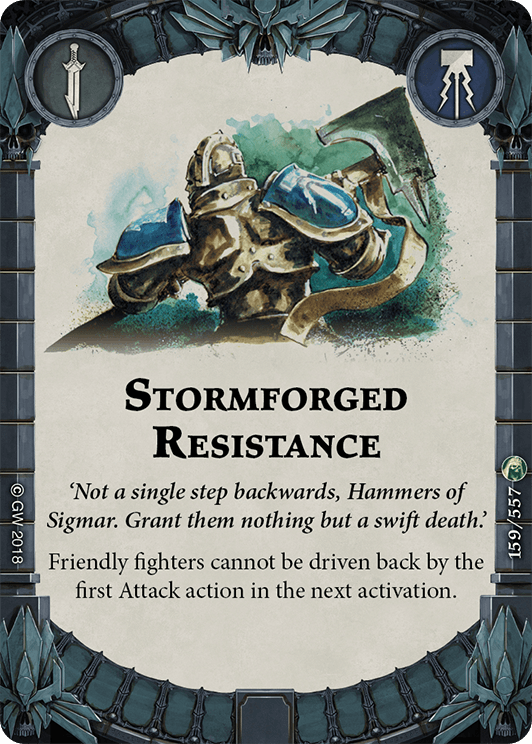 Stormforged
Resistance
‘Not a single step backwards, Hammers of
Sigmar. Grant them nothing but a swift death.’
Friendly fighters cannot be driven back by the
first Attack action in the next activation.
© GW 2018
159/557